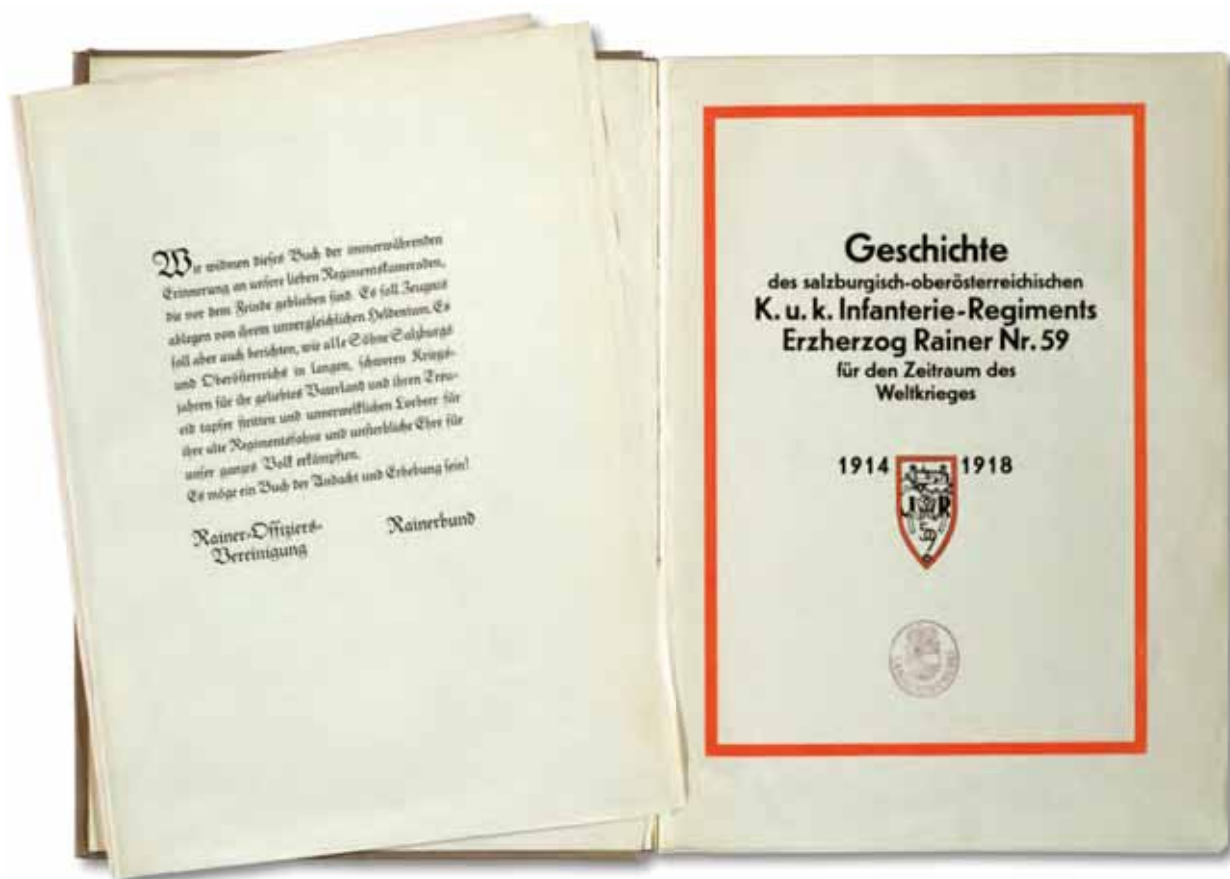 Wir widmen dieses Buch der immerwährenden
Erinnerung an unsere lieben Regimentskameraden,
die vor dem Feinde geblieben sind. Es soll Zeugnis
ablegen von ihrem unvergleichlichen Heldentum. Es
soll aber auch berichten, wie alle Söhne Salzburgs
und Oberösterreichs in langen, schweren Kriegs-
jahren für ihr geliebtes Vaterland und ihren Treu-
eid tapfer stritten und unverwelklichen Lorbeer für
ihre alte Regimentsfahne und unsterbliche Ehre für
unser ganzes Volk erkämpften.
Es möge ein Buch der Andacht und Erhebung sein!
Rainer-Offiziers-
Vereinigung
Rainerbund
Geschichte
des salzburgisch-oberösterreichischen
K. u. k. Infanterie-Regiments
Erzherzog Rainer Nr. 59
für den Zeitraum des
Weltkrieges
1914 1918
J R
59